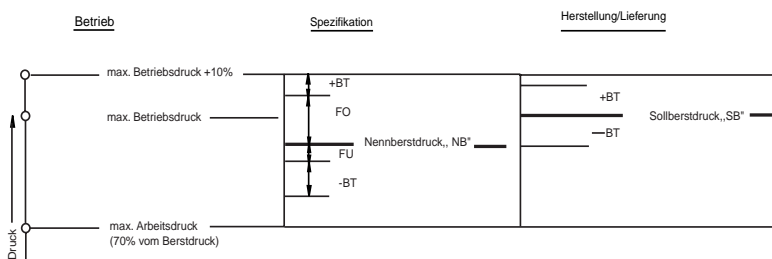 Betrieb
Spezifikation
Herstellung/Lieferung
max. Betriebsdruck +10%
+BT
+BT
FO
max. Betriebsdruck
Sollberstdruck,,SB"
—BT
Nennberstdruck,, NB"
FU
-BT
max. Arbeitsdruck
(70% vom Berstdruck)
Druck